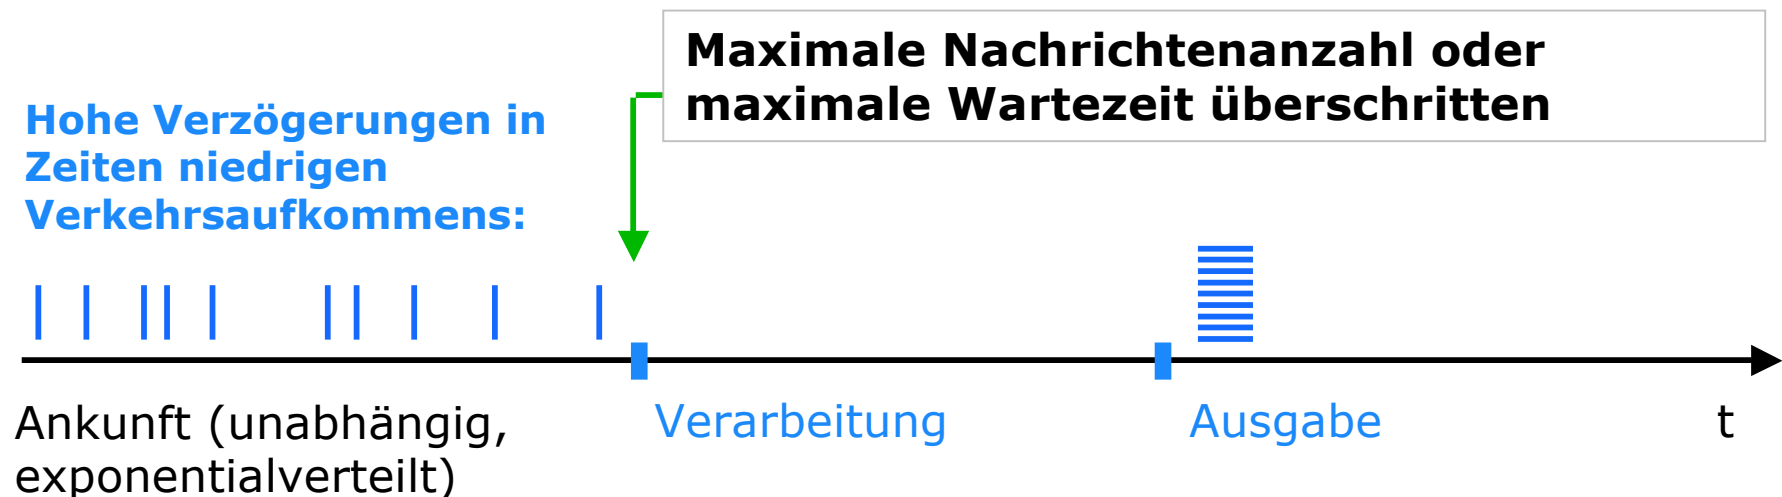 Maximale Nachrichtenanzahl oder
maximale Wartezeit überschritten
Hohe Verzögerungen in
Zeiten niedrigen
Verkehrsaufkommens:
Ankunft (unabhängig,
exponentialverteilt)
Verarbeitung
Ausgabe
t